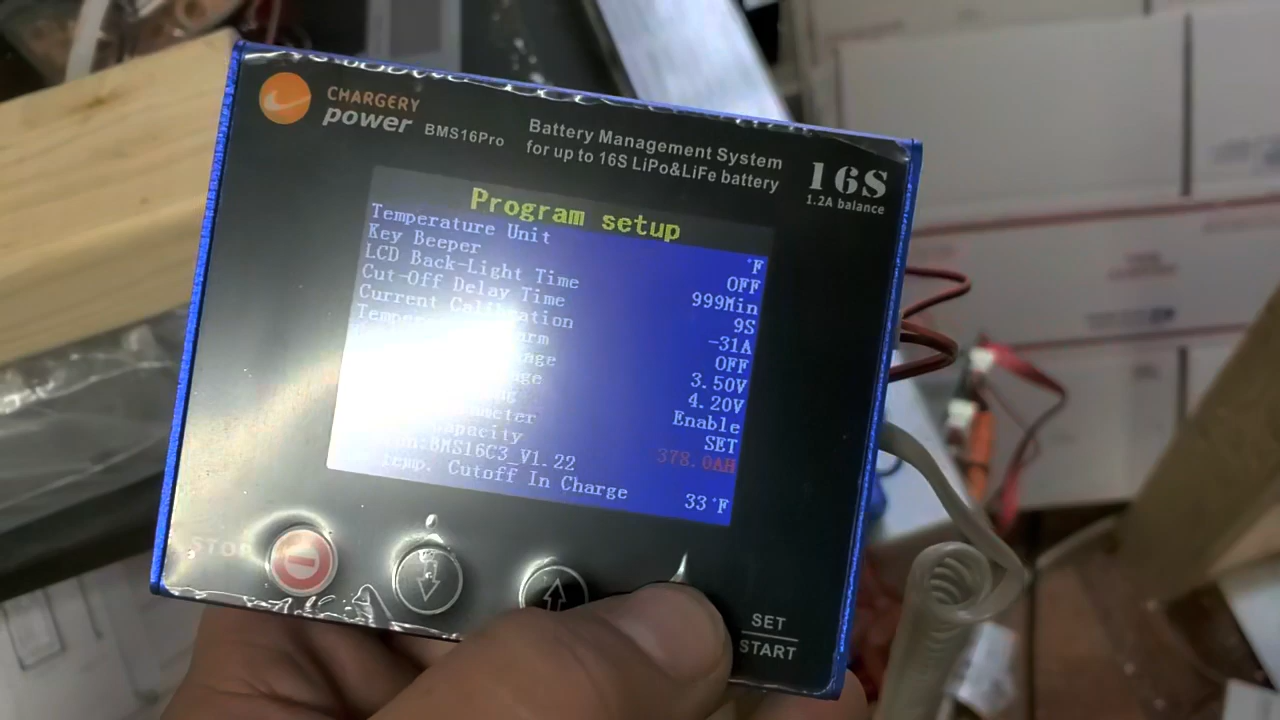 CHARGERY
power BMS16Pro
Battery Management System
for up to 16S LiPo&LiFe battery
16S
1.2A balance
Program setup
Temperature Unit °F
Key Beeper OFF
LCD Back-Light Time 999Min
Cut-Off Delay Time 9S
Current Calibration -31A
OFF
3.50V
4.20V
Enable
SET
378.0AH
BMS16C3_V1.22
temp. Cutoff In Charge 33°F
STOP
SET
START